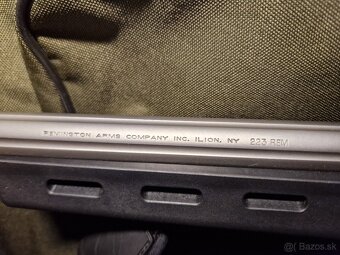 REMINGTON ARMS COMPANY, INC. ILION, NY 223 REM
Bazos.sk